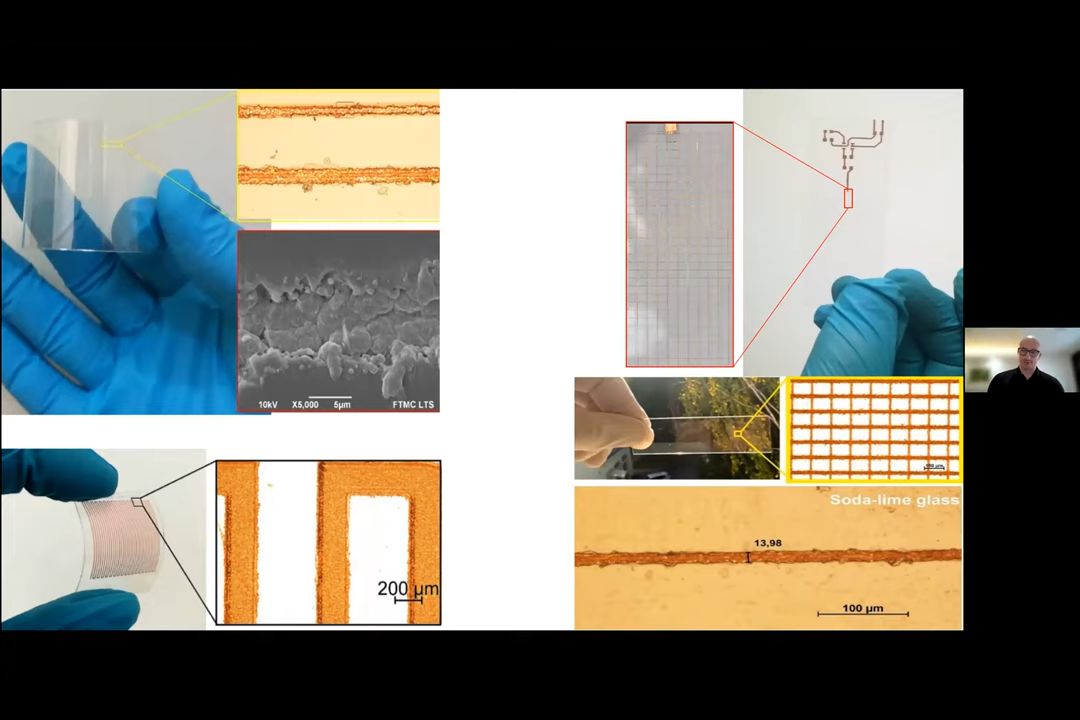 10kV X5,000 5μm FTMC LTS
200 μm
Soda-lime glass
13,98
100 μm